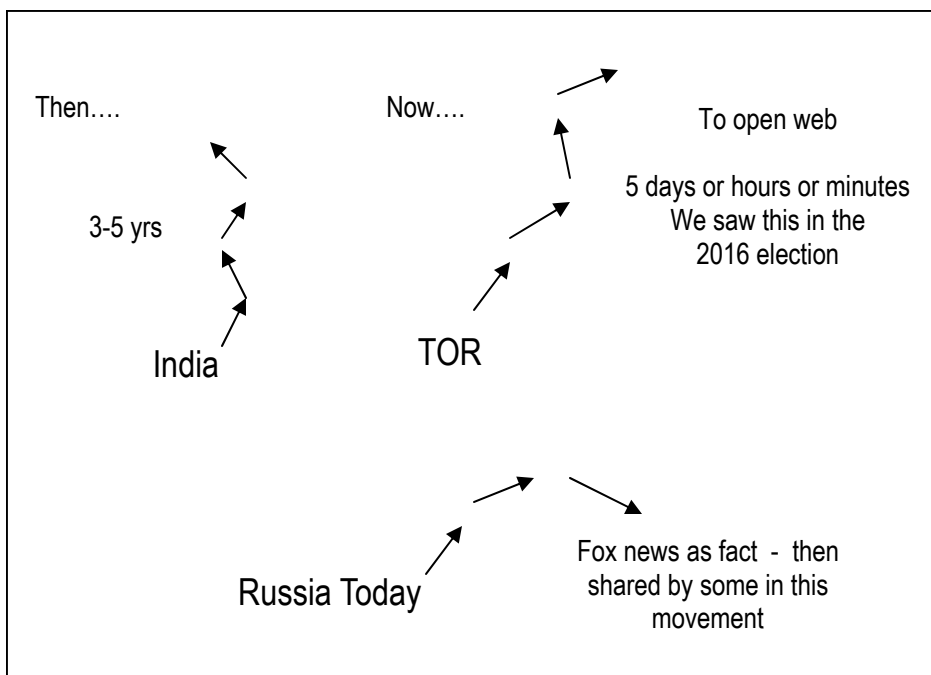 Then….
3-5 yrs
India
Now….
To open web
5 days or hours or minutes
We saw this in the
2016 election
TOR
Russia Today
Fox news as fact  -  then
shared by some in this
movement